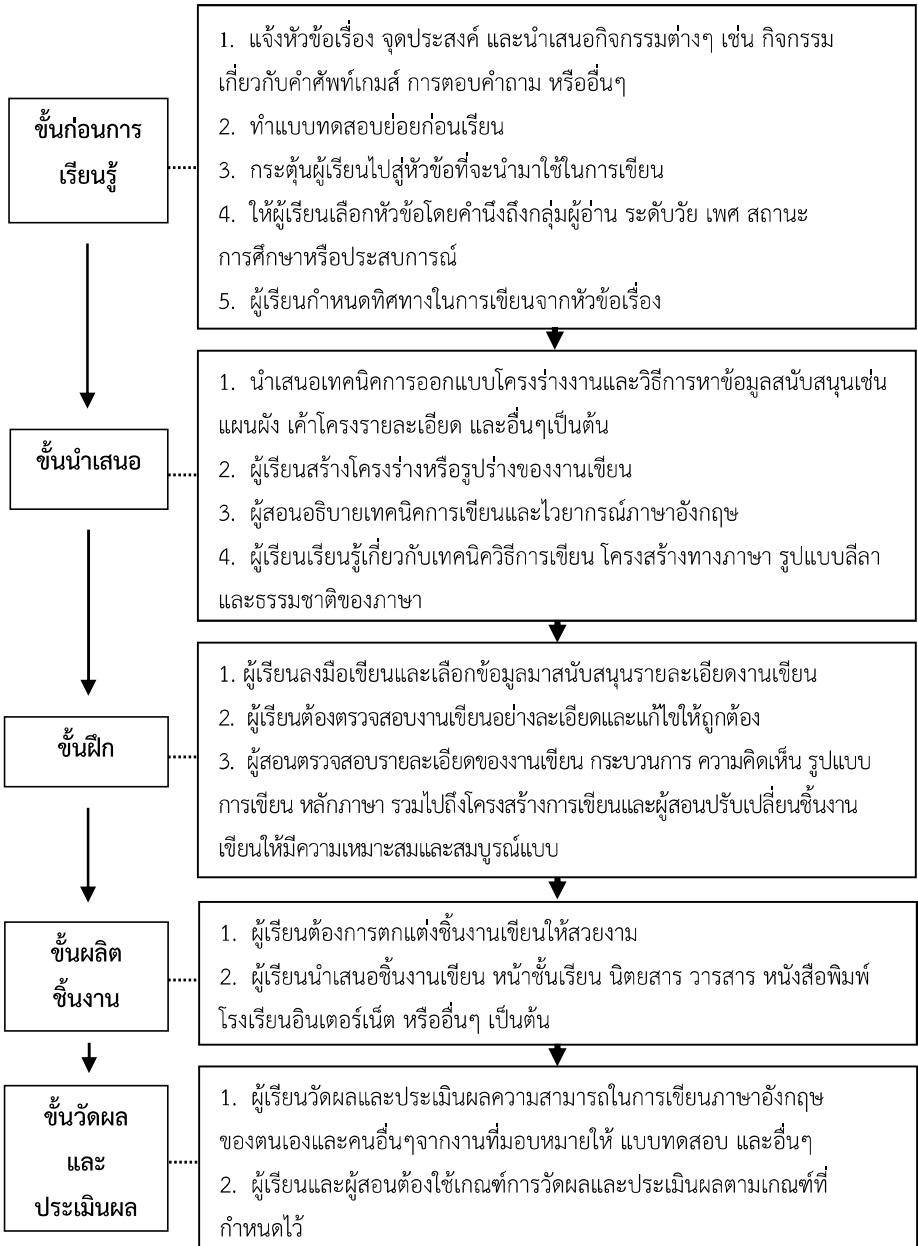 ขั้นก่อนการ
เรียนรู้
1. แจ้งหัวข้อเรื่อง จุดประสงค์ และนำเสนอกิจกรรมต่างๆ เช่น กิจกรรม
เกี่ยวกับคำศัพท์เกมส์ การตอบคำถาม หรืออื่นๆ
2. ทำแบบทดสอบย่อยก่อนเรียน
3. กระตุ้นผู้เรียนไปสู่หัวข้อที่จะนำมาใช้ในการเขียน
4. ให้ผู้เรียนเลือกหัวข้อโดยคำนึงถึงกลุ่มผู้อ่าน ระดับวัย เพศ สถานะ
การศึกษาหรือประสบการณ์
5. ผู้เรียนกำหนดทิศทางในการเขียนจากหัวข้อเรื่อง
ขั้นนำเสนอ
1. นำเสนอเทคนิคการออกแบบโครงร่างงานและวิธีการหาข้อมูลสนับสนุนเช่น
แผนผัง เค้าโครงรายละเอียด และอื่นๆเป็นต้น
2. ผู้เรียนสร้างโครงร่างหรือรูปร่างของงานเขียน
3. ผู้สอนอธิบายเทคนิคการเขียนและไวยากรณ์ภาษาอังกฤษ
4. ผู้เรียนเรียนรู้เกี่ยวกับเทคนิควิธีการเขียน โครงสร้างทางภาษา รูปแบบลีลา
และธรรมชาติของภาษา
ขั้นฝึก
1. ผู้เรียนลงมือเขียนและเลือกข้อมูลมาสนับสนุนรายละเอียดงานเขียน
2. ผู้เรียนต้องตรวจสอบงานเขียนอย่างละเอียดและแก้ไขให้ถูกต้อง
3. ผู้สอนตรวจสอบรายละเอียดของงานเขียน กระบวนการ ความคิดเห็น รูปแบบ
การเขียน หลักภาษา รวมไปถึงโครงสร้างการเขียนและผู้สอนปรับเปลี่ยนชิ้นงาน
เขียนให้มีความเหมาะสมและสมบูรณ์แบบ
ขั้นผลิต
ชิ้นงาน
1. ผู้เรียนต้องการตกแต่งชิ้นงานเขียนให้สวยงาม
2. ผู้เรียนนำเสนอชิ้นงานเขียน หน้าชั้นเรียน นิตยสาร วารสาร หนังสือพิมพ์
โรงเรียนอินเตอร์เน็ต หรืออื่นๆ เป็นต้น
ขั้นวัดผล
และ
ประเมินผล
1. ผู้เรียนวัดผลและประเมินผลความสามารถในการเขียนภาษาอังกฤษ
ของตนเองและคนอื่นๆจากงานที่มอบหมายให้ แบบทดสอบ และอื่นๆ
2. ผู้เรียนและผู้สอนต้องใช้เกณฑ์การวัดผลและประเมินผลตามเกณฑ์ที่
กำหนดไว้